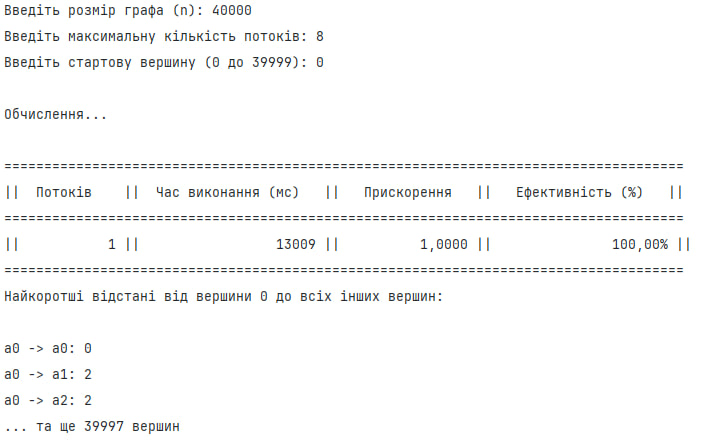 Введіть розмір графа (n): 40000
Введіть максимальну кількість потоків: 8
Введіть стартову вершину (0 до 39999): 0
Обчислення...
=====================================================================================
||  Потоків    ||  Час виконання (мс)   ||   Прискорення   ||   Ефективність (%)   ||
=====================================================================================
||           1 ||                 13009 ||          1,0000 ||               100,00% ||
=====================================================================================
Найкоротші відстані від вершини 0 до всіх інших вершин:
a0 -> a0: 0
a0 -> a1: 2
a0 -> a2: 2
... та ще 39997 вершин